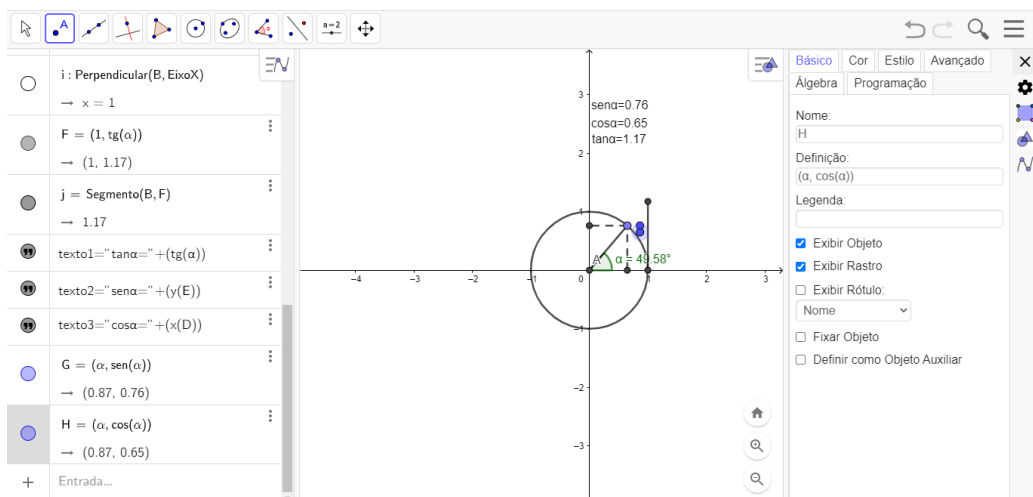 A
a=2
i : Perpendicular(B, EixoX)
→ x = 1
F = (1, tg(α))
→ (1, 1.17)
j = Segmento(B, F)
→ 1.17
texto1="tanα="+(tg(α))
texto2="senα="+(y(E))
texto3="cosα="+(x(D))
G = (α, sen(α))
→ (0.87, 0.76)
H = (α, cos(α))
→ (0.87, 0.65)
+ Entrada...
3
senα=0.76
cosα=0.65
tanα=1.17
2
1
A
α = 49.58°
−4 −3 −2 −1 0 1 2 3
−1
−2
−3
Básico Cor Estilo Avançado
Álgebra Programação
Nome:
H
Definição:
(α, cos(α))
Legenda:
Exibir Objeto
Exibir Rastro
Exibir Rótulo:
Nome
Fixar Objeto
Definir como Objeto Auxiliar